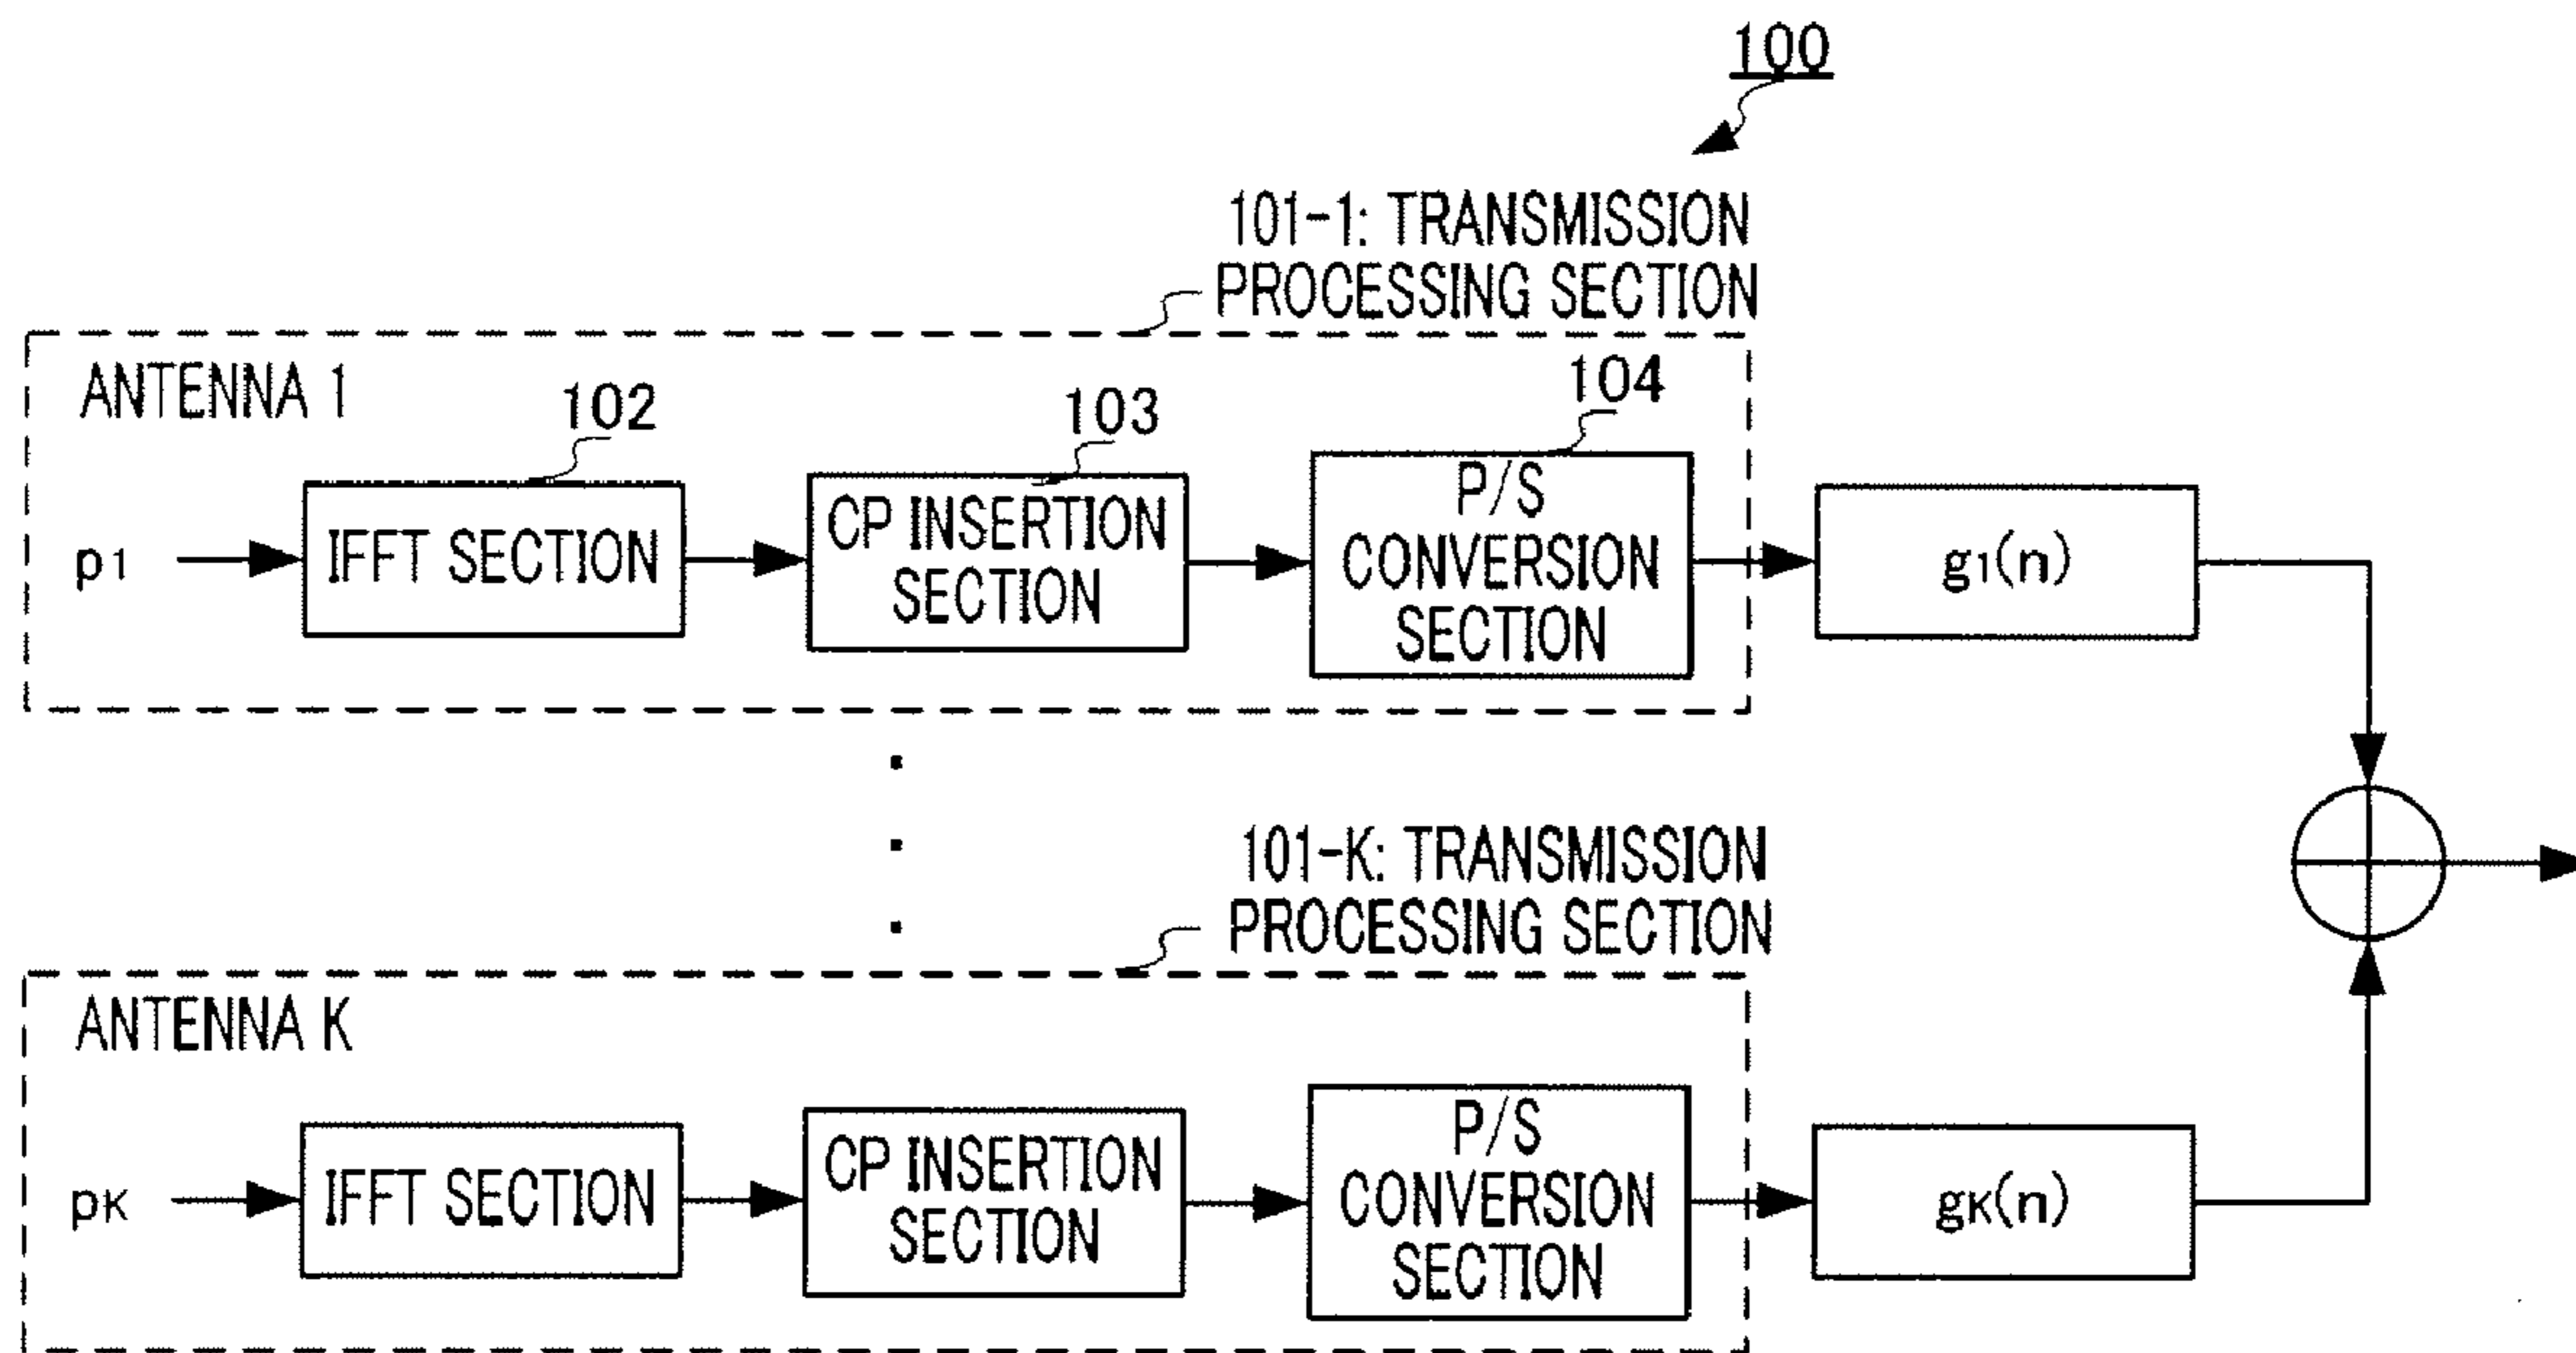 100
101-1: TRANSMISSION
PROCESSING SECTION
ANTENNA 1
102
103
104
p1
IFFT SECTION
CP INSERTION
SECTION
P/S
CONVERSION
SECTION
g1(n)
101-K: TRANSMISSION
PROCESSING SECTION
ANTENNA K
pK
IFFT SECTION
CP INSERTION
SECTION
P/S
CONVERSION
SECTION
gK(n)